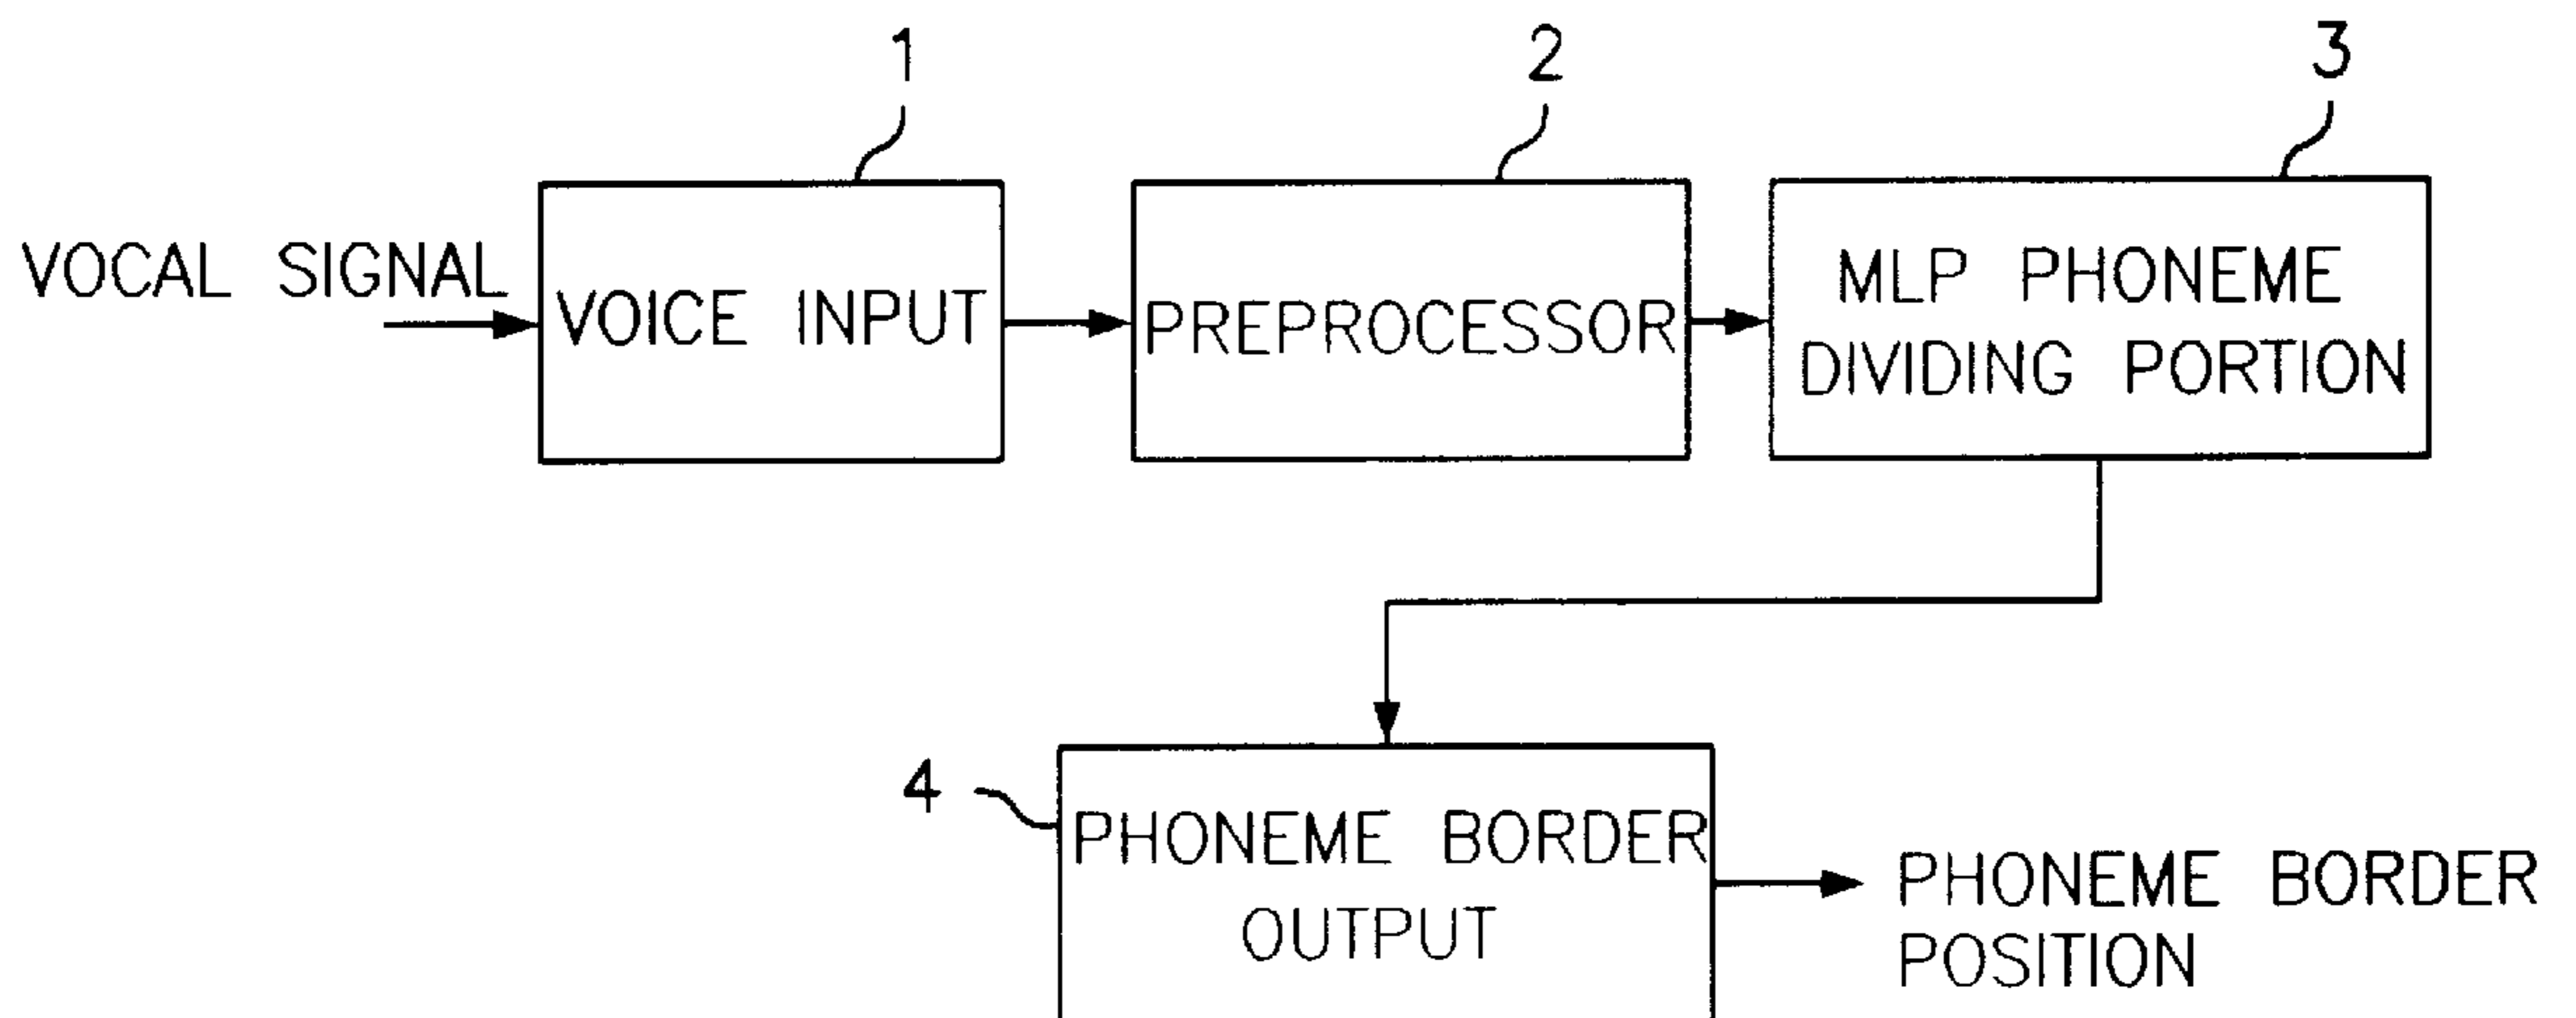 1
2
3
VOCAL SIGNAL
VOICE INPUT
PREPROCESSOR
MLP PHONEME
DIVIDING PORTION
4
PHONEME BORDER
OUTPUT
PHONEME BORDER
POSITION